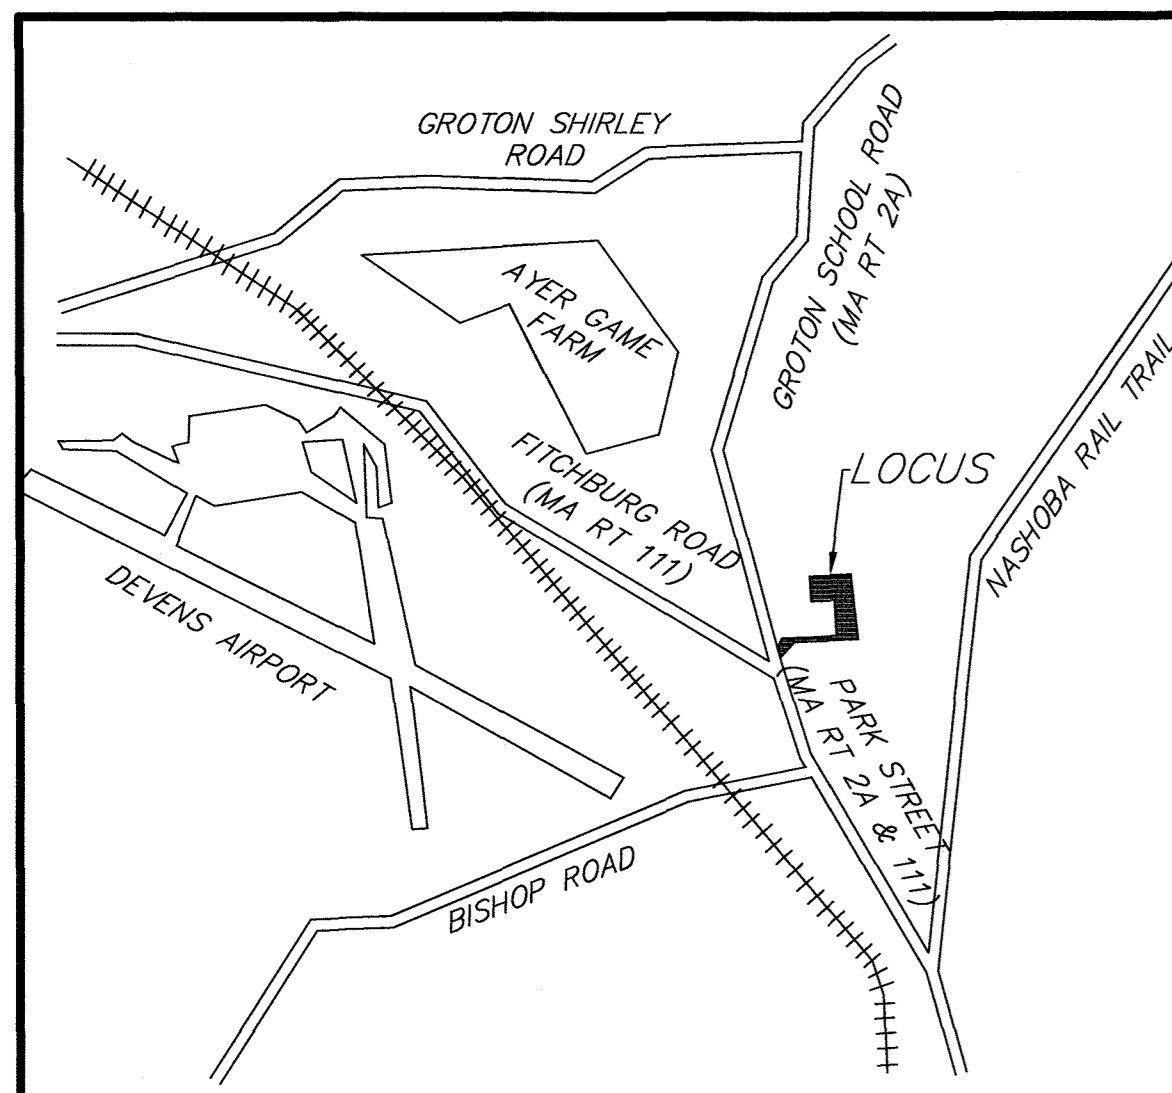 GROTON SHIRLEY
ROAD
GROTON SCHOOL ROAD
(MA RT 2A)
AYER GAME
FARM
NASHOBA RAIL TRAIL
FITCHBURG ROAD
(MA RT 111)
LOCUS
DEVENS AIRPORT
PARK STREET
(MA RT 2A & 111)
BISHOP ROAD